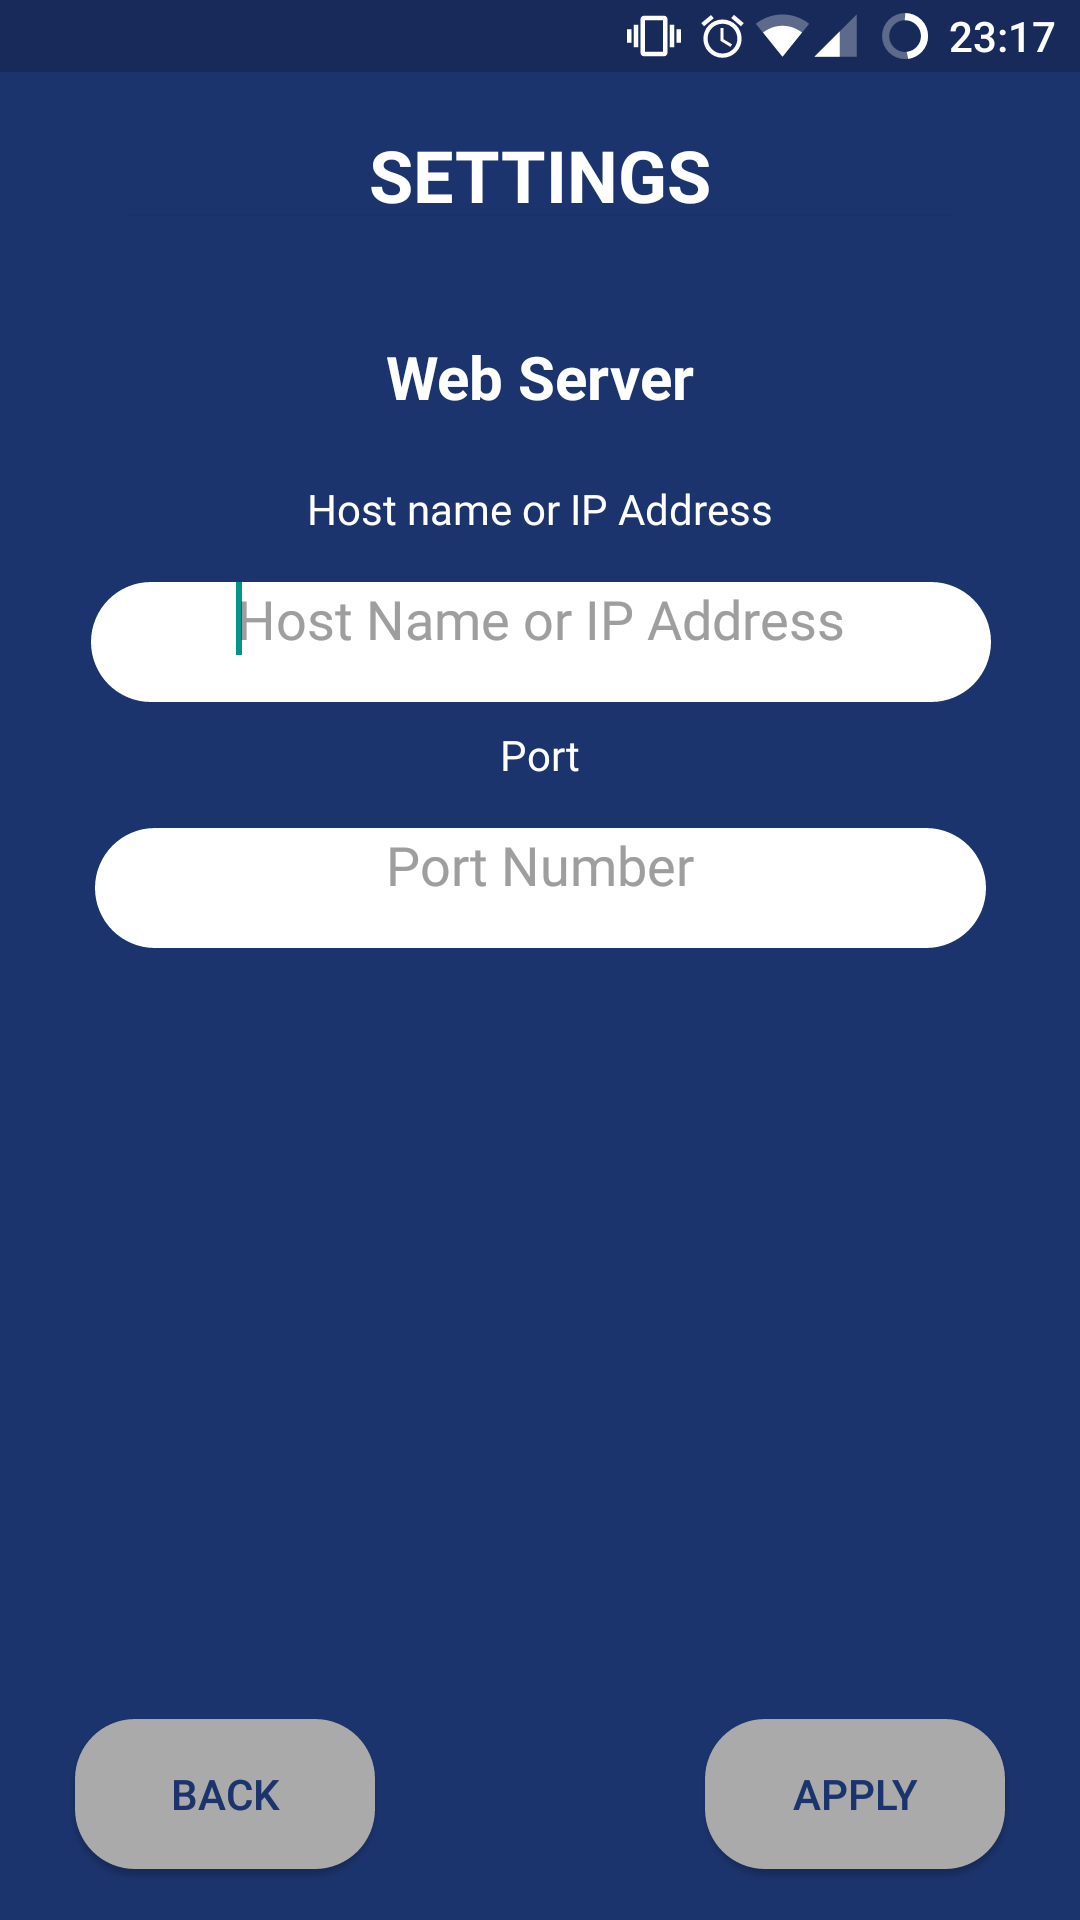 23:17
SETTINGS
Web Server
Host name or IP Address
Host Name or IP Address
Port
Port Number
BACK
APPLY